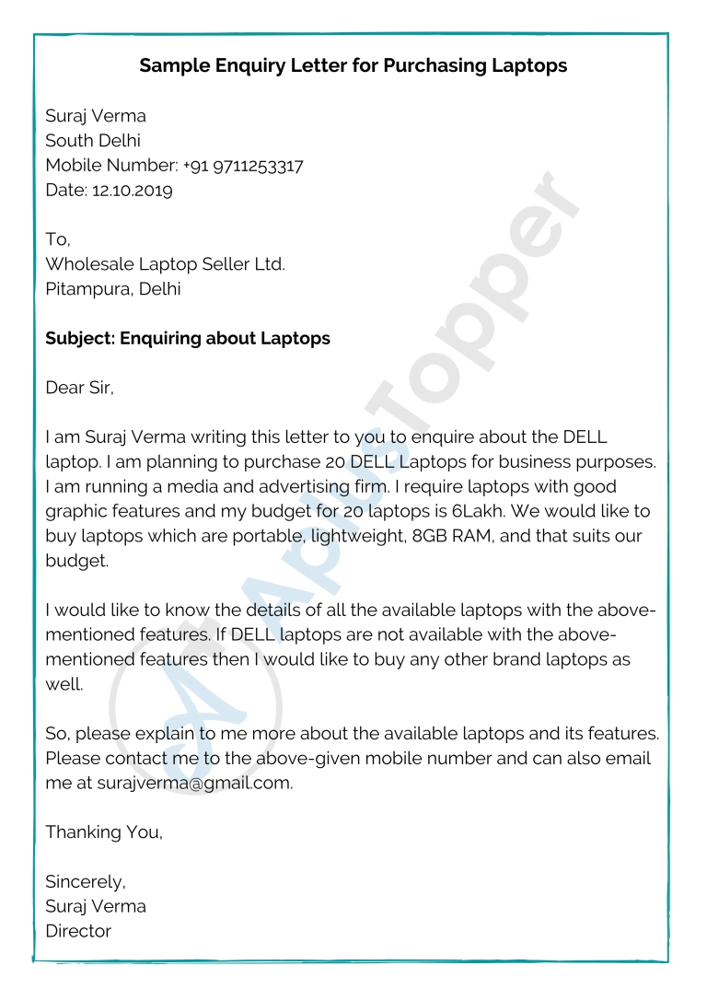 Sample Enquiry Letter for Purchasing Laptops
Suraj Verma
South Delhi
Mobile Number: +91 9711253317
Date: 12.10.2019
To,
Wholesale Laptop Seller Ltd.
Pitampura, Delhi
Subject: Enquiring about Laptops
Dear Sir,
I am Suraj Verma writing this letter to you to enquire about the DELL
laptop. I am planning to purchase 20 DELL Laptops for business purposes.
I am running a media and advertising firm. I require laptops with good
graphic features and my budget for 20 laptops is 6Lakh. We would like to
buy laptops which are portable, lightweight, 8GB RAM, and that suits our
budget.
I would like to know the details of all the available laptops with the above-
mentioned features. If DELL laptops are not available with the above-
mentioned features then I would like to buy any other brand laptops as
well.
So, please explain to me more about the available laptops and its features.
Please contact me to the above-given mobile number and can also email
me at surajverma@gmail.com.
Thanking You,
Sincerely,
Suraj Verma
Director
AplusTopper